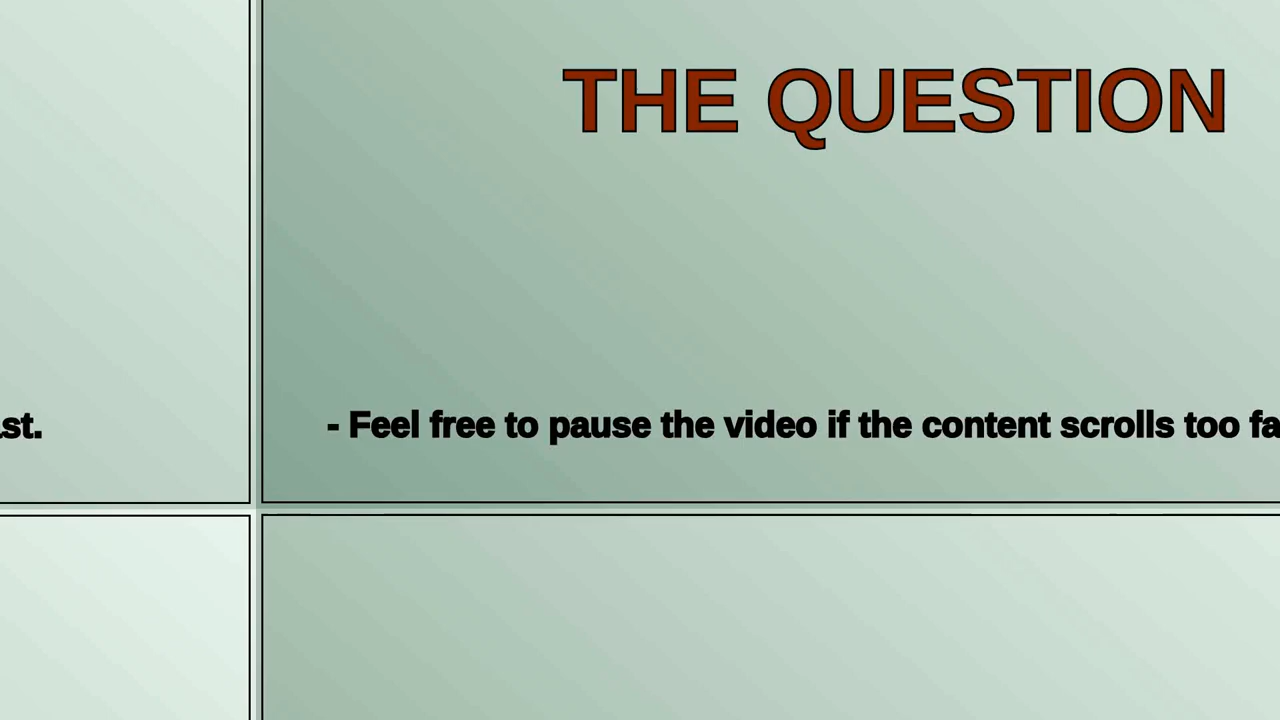 THE QUESTION
st.
- Feel free to pause the video if the content scrolls too fa